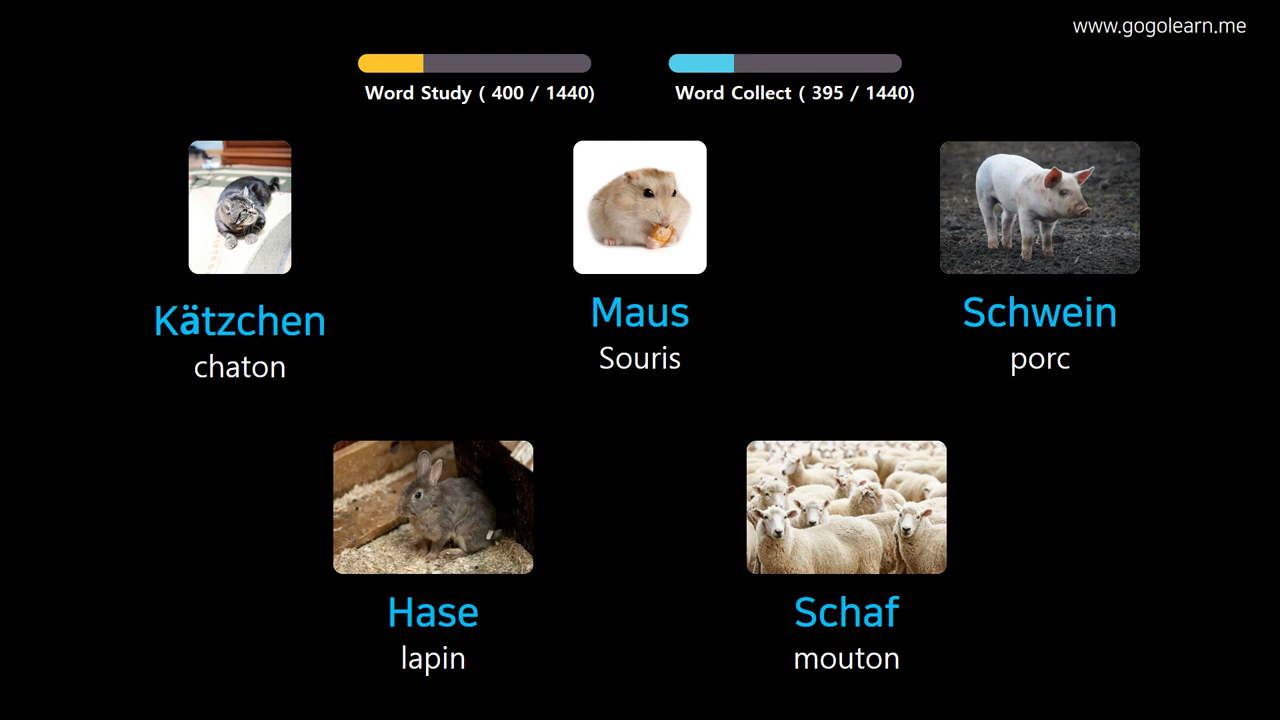 www.gogolearn.me
Word Study ( 400 / 1440)
Word Collect ( 395 / 1440)
Kätzchen
chaton
Maus
Souris
Schwein
porc
Hase
lapin
Schaf
mouton